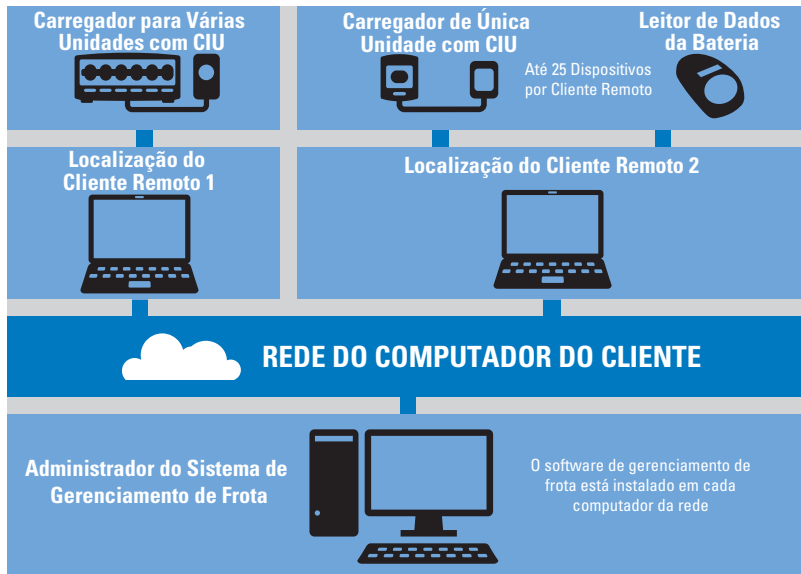 Carregador para Várias
Unidades com CIU
Carregador de Única
Unidade com CIU
Até 25 Dispositivos
por Cliente Remoto
Leitor de Dados
da Bateria
Localização do
Cliente Remoto 1
Localização do Cliente Remoto 2
REDE DO COMPUTADOR DO CLIENTE
Administrador do Sistema de
Gerenciamento de Frota
O software de gerenciamento de
frota está instalado em cada
computador da rede